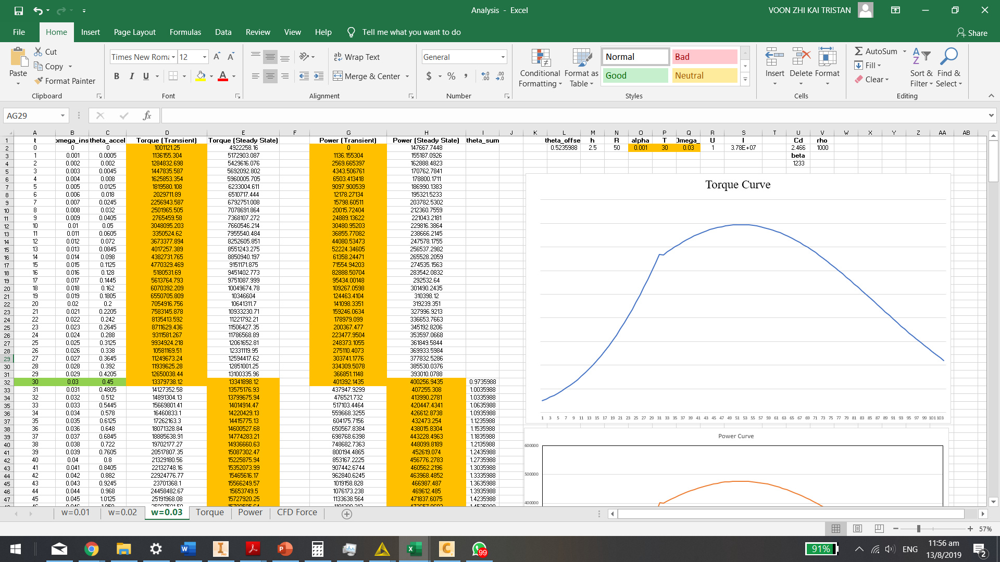 Analysis - Excel
VOON ZHI KAI TRISTAN
File Home Insert Page Layout Formulas Data Review View Help Tell me what you want to do
Share
Paste
Cut
Copy
Format Painter
Clipboard
Times New Roma 12
B I U
Font
Wrap Text
Merge & Center
Alignment
General
$ % ,
Number
Conditional Formatting
Format as Table
Normal Bad
Good Neutral
Styles
Insert Delete Format
Cells
AutoSum
Fill
Clear
Sort & Filter
Find & Select
Editing
AG29
fx
A B C D E F G H I J K L M N O P Q R S T U V W X Y Z AA AB
1 t omega_ins theta_accel Torque (Transient) Torque (Steady State) Power (Transient) Power (Steady State) theta_sum theta_offse h R alpha T Omega_ U I Cd rho
2 0 0 0 1001121.25 4922258.16 0 147667.7448 0.5235988 2.5 50 0.001 30 0.03 1 3.78E+07 2.466 1000
3 1 0.001 0.0005 1136155.304 5172903.087 1136.155304 155187.0926 beta
4 2 0.002 0.002 1284832.698 5429616.076 2569.665397 162888.4823 1233
5 3 0.003 0.0045 1447835.587 5692092.802 4343.506761 170762.7841
6 4 0.004 0.008 1625853.354 5960005.705 6503.413418 178800.1711
7 5 0.005 0.0125 1819580.108 6233004.611 9097.900539 186990.1383
8 6 0.006 0.018 2029711.89 6510717.444 12178.27134 195321.5233
9 7 0.007 0.0245 2256943.587 6792751.008 15798.60511 203782.5302
10 8 0.008 0.032 2501965.505 7078691.864 20015.72404 212360.7559
11 9 0.009 0.0405 2765459.58 7368107.272 24889.13622 221043.2181
12 10 0.01 0.05 3048095.203 7660546.214 30480.95203 229816.3864
13 11 0.011 0.0605 3350524.62 7955540.484 36855.77082 238666.2145
14 12 0.012 0.072 3673377.894 8252605.851 44080.53473 247578.1755
15 13 0.013 0.0845 4017257.389 8551243.275 52224.34605 256537.2982
16 14 0.014 0.098 4382731.765 8850940.197 61358.24471 265528.2059
17 15 0.015 0.1125 4770329.469 9151171.875 71554.94203 274535.1563
18 16 0.016 0.128 5180531.69 9451402.773 82888.50704 283542.0832
19 17 0.017 0.1445 5613764.793 9751087.999 95434.00148 292532.64
20 18 0.018 0.162 6070392.209 10049674.78 109267.0598 301490.2435
21 19 0.019 0.1805 6550705.809 10346604 124463.4104 310398.12
22 20 0.02 0.2 7054916.756 10641311.7 141098.3351 319239.351
23 21 0.021 0.2205 7583145.878 10933230.71 159246.0634 327996.9213
24 22 0.022 0.242 8135413.592 11221792.21 178979.099 336653.7663
25 23 0.023 0.2645 8711629.436 11506427.35 200367.477 345192.8206
26 24 0.024 0.288 9311581.267 11786568.89 223477.9504 353597.0668
27 25 0.025 0.3125 9934924.218 12061652.81 248373.1055 361849.5844
28 26 0.026 0.338 10581169.51 12331119.95 275110.4073 369933.5984
29 27 0.027 0.3645 11249673.24 12594417.62 303741.1776 377832.5286
30 28 0.028 0.392 11939625.28 12851001.25 334309.5078 385530.0376
31 29 0.029 0.4205 12650038.44 13100335.96 366851.1148 393010.0788
32 30 0.03 0.45 13379738.12 13341898.12 401392.1435 400256.9435 0.9735988
33 31 0.031 0.4805 14127352.58 13575176.93 437947.9299 407255.308 1.0035988
34 32 0.032 0.512 14891304.13 13799675.94 476521.732 413990.2781 1.0335988
35 33 0.033 0.5445 15669801.41 14014914.47 517103.4464 420447.4341 1.0635988
36 34 0.034 0.578 16460833.1 14220429.13 559668.3255 426612.8738 1.0935988
37 35 0.035 0.6125 17262163.3 14415775.13 604175.7156 432473.254 1.1235988
38 36 0.036 0.648 18071328.84 14600527.68 650567.8384 438015.8304 1.1535988
39 37 0.037 0.6845 18885638.91 14774283.21 698768.6398 443228.4963 1.1835988
40 38 0.038 0.722 19702177.27 14936660.63 748682.7363 448099.8189 1.2135988
41 39 0.039 0.7605 20517807.35 15087302.47 800194.4865 452619.074 1.2435988
42 40 0.04 0.8 21329180.56 15225875.94 853167.2225 456776.2783 1.2735988
43 41 0.041 0.8405 22132748.16 15352073.99 907442.6744 460562.2196 1.3035988
44 42 0.042 0.882 22924776.77 15465616.17 962840.6245 463968.4852 1.3335988
45 43 0.043 0.9245 23701368.1 15566249.57 1019158.828 466987.487 1.3635988
46 44 0.044 0.968 24458482.67 15653749.5 1076173.238 469612.485 1.3935988
47 45 0.045 1.0125 25191968.08 15727920.25 1133638.564 471837.6075 1.4235988
Torque Curve
1 3 5 7 9 11 13 15 17 19 21 23 25 27 29 31 33 35 37 39 41 43 45 47 49 51 53 55 57 59 61 63 65 67 69 71 73 75 77 79 81 83 85 87 89 91 93 95 97 99 101 103
Power Curve
600000
500000
400000
w=0.01 w=0.02 w=0.03 Torque Power CFD Force
57%
91%
ENG
11:56 am
13/8/2019
99
2